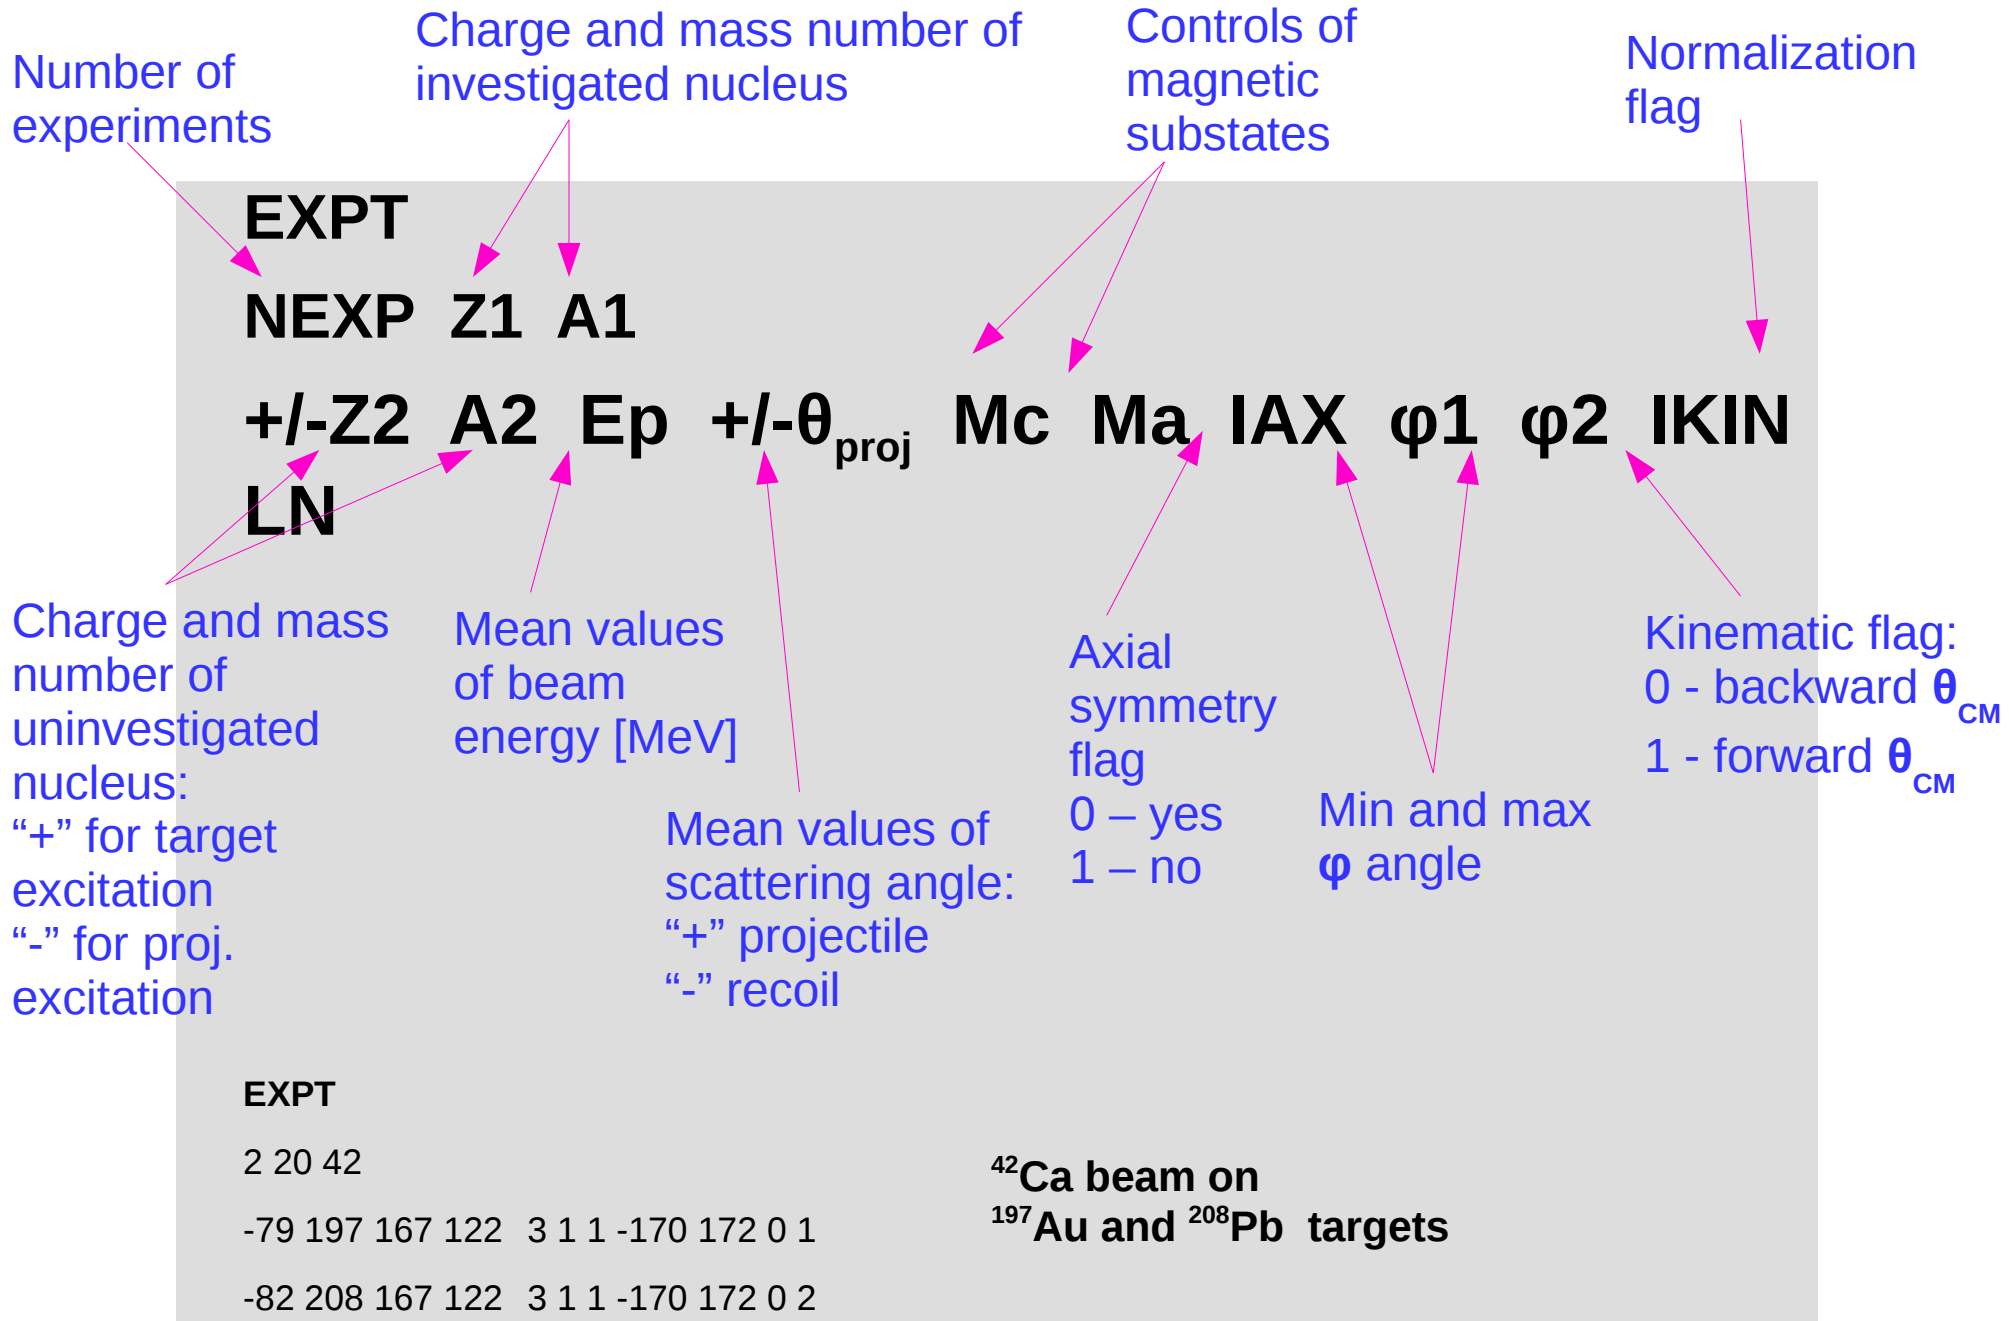 Number of
experiments
Charge and mass number of
investigated nucleus
Controls of
magnetic
substates
Normalization
flag
EXPT
NEXP Z1 A1
+/-Z2 A2 Ep +/-θproj Mc Ma IAX φ1 φ2 IKIN
LN
Charge and mass
number of
uninvestigated
nucleus:
“+” for target
excitation
“-” for proj.
excitation
Mean values
of beam
energy [MeV]
Mean values of
scattering angle:
“+” projectile
“-” recoil
Axial
symmetry
flag
0 – yes
1 – no
Min and max
φ angle
Kinematic flag:
0 - backward θCM
1 - forward θCM
EXPT
2 20 42
-79 197 167 122 3 1 1 -170 172 0 1
-82 208 167 122 3 1 1 -170 172 0 2
42Ca beam on
197Au and 208Pb targets